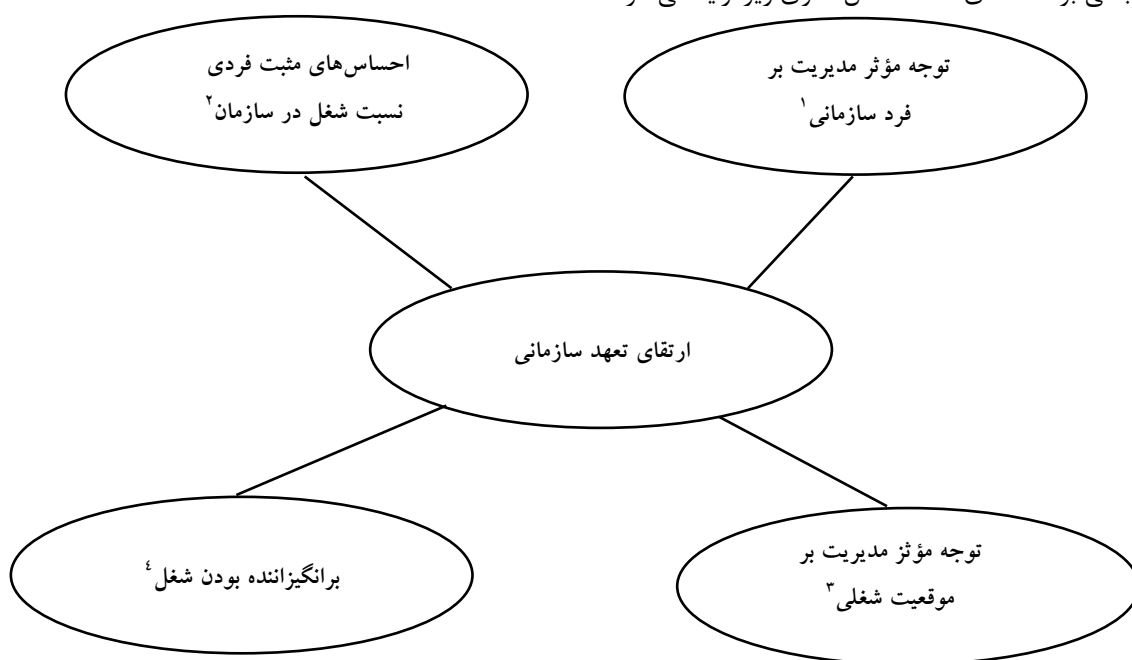 توجه مؤثر مدیریت بر
فرد سازمانی۱
احساس‌های مثبت فردی
نسبت شغل در سازمان۲
ارتقای تعهد سازمانی
توجه مؤثز مدیریت بر
موقعیت شغلی۳
برانگیزاننده بودن شغل٤